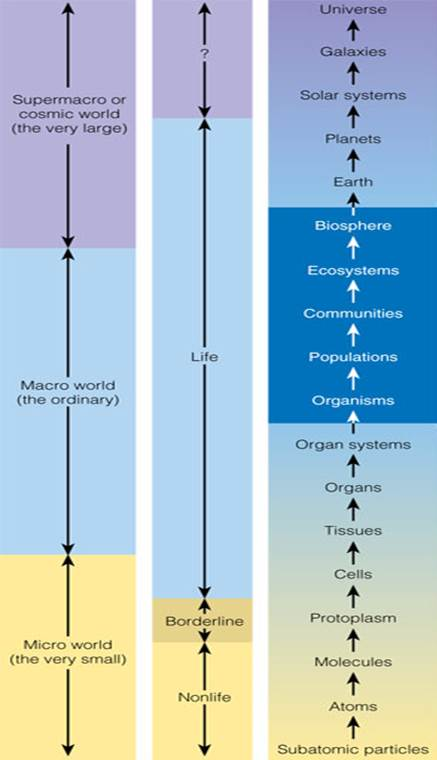 Supermacro or
cosmic world
(the very large)
Macro world
(the ordinary)
Micro world
(the very small)
?
Life
Borderline
Nonlife
Universe
Galaxies
Solar systems
Planets
Earth
Biosphere
Ecosystems
Communities
Populations
Organisms
Organ systems
Organs
Tissues
Cells
Protoplasm
Molecules
Atoms
Subatomic particles